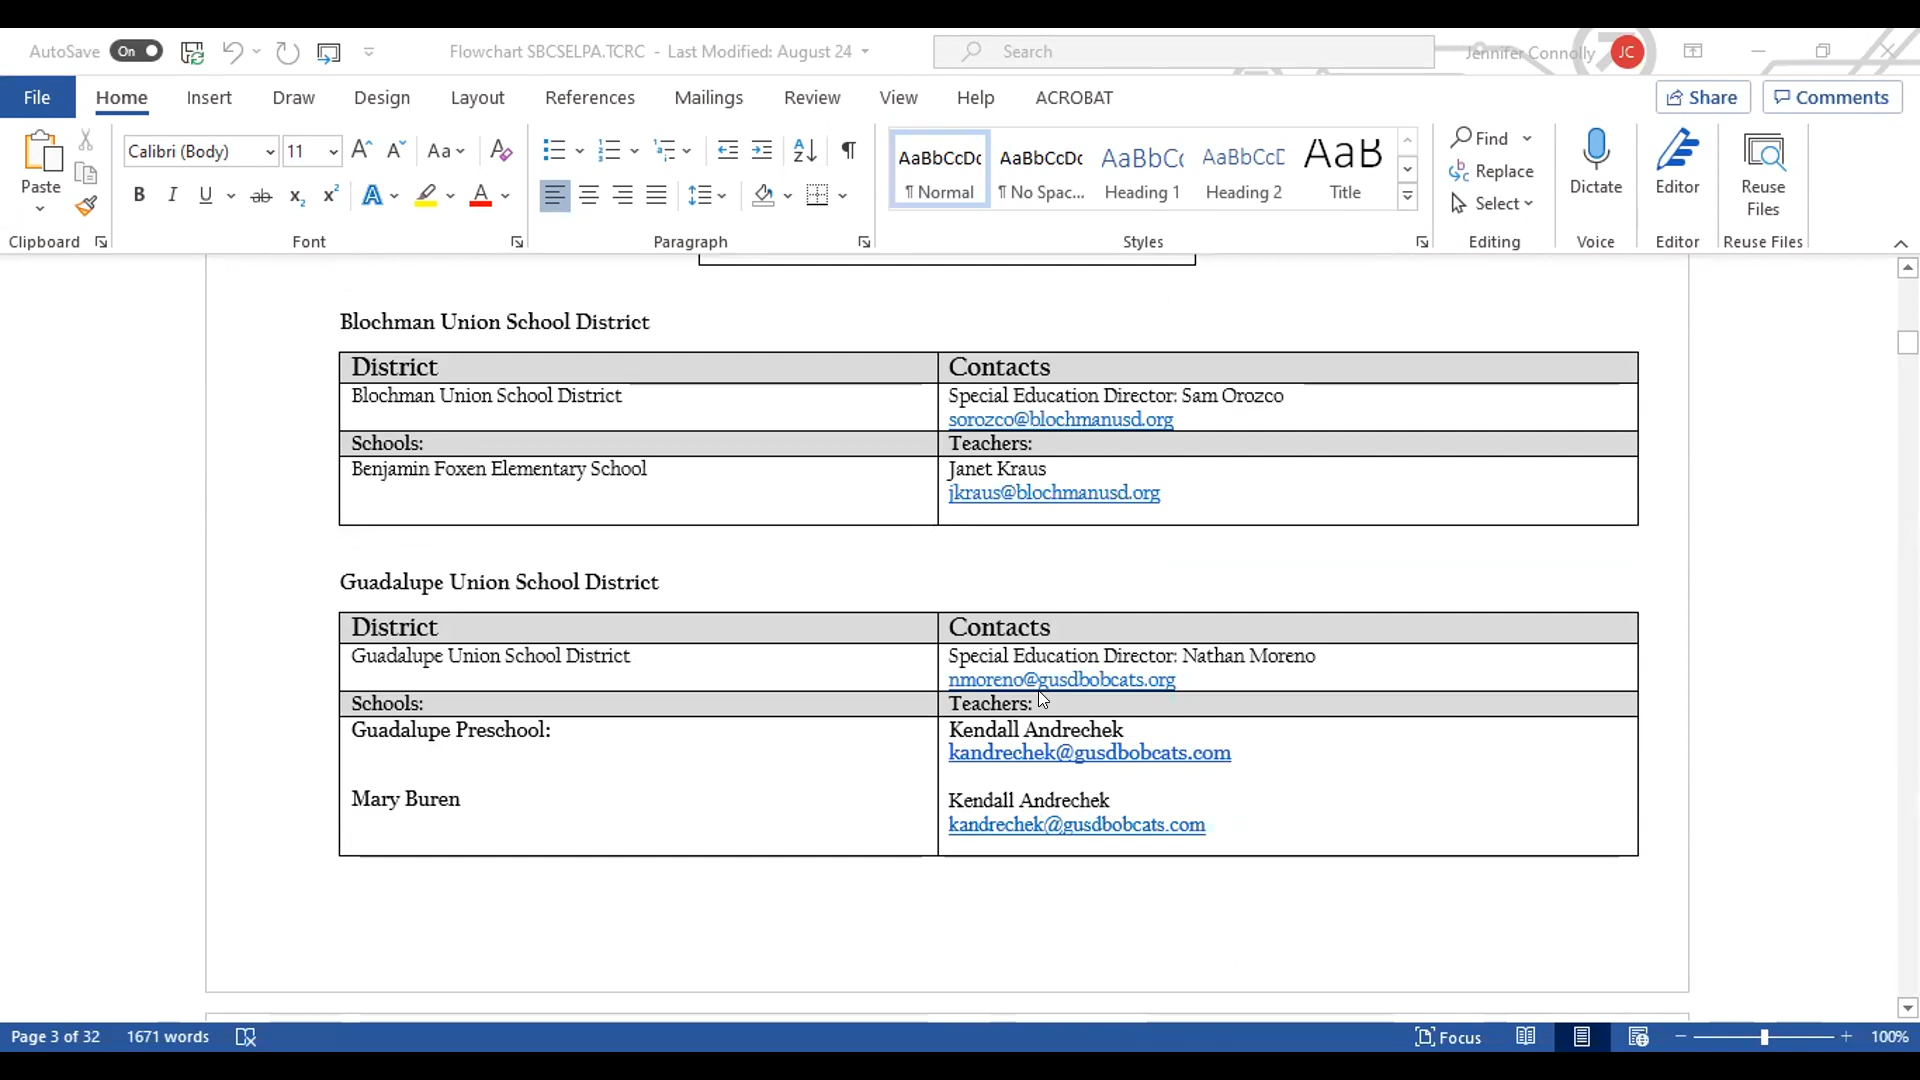 AutoSave On Flowchart SBCSELPA.TCRC - Last Modified: August 24 Search Jennifer Connolly JC
File Home Insert Draw Design Layout References Mailings Review View Help ACROBAT Share Comments
Paste
Clipboard
Calibri (Body) 11
Font
Paragraph
AaBbCcDc AaBbCcDc AaBbCc AaBbCcD AaB
¶ Normal ¶ No Spac... Heading 1 Heading 2 Title
Styles
Find
Replace
Select
Editing
Dictate
Voice
Editor
Editor
Reuse
Files
Reuse Files
Blochman Union School District
District Contacts
Blochman Union School District Special Education Director: Sam Orozco
sorozco@blochmanusd.org
Schools: Teachers:
Benjamin Foxen Elementary School Janet Kraus
jkraus@blochmanusd.org
Guadalupe Union School District
District Contacts
Guadalupe Union School District Special Education Director: Nathan Moreno
nmoreno@gusdbobcats.org
Schools: Teachers:
Guadalupe Preschool: Kendall Andrechek
kandrechek@gusdbobcats.com
Mary Buren Kendall Andrechek
kandrechek@gusdbobcats.com
Page 3 of 32 1671 words Focus 100%